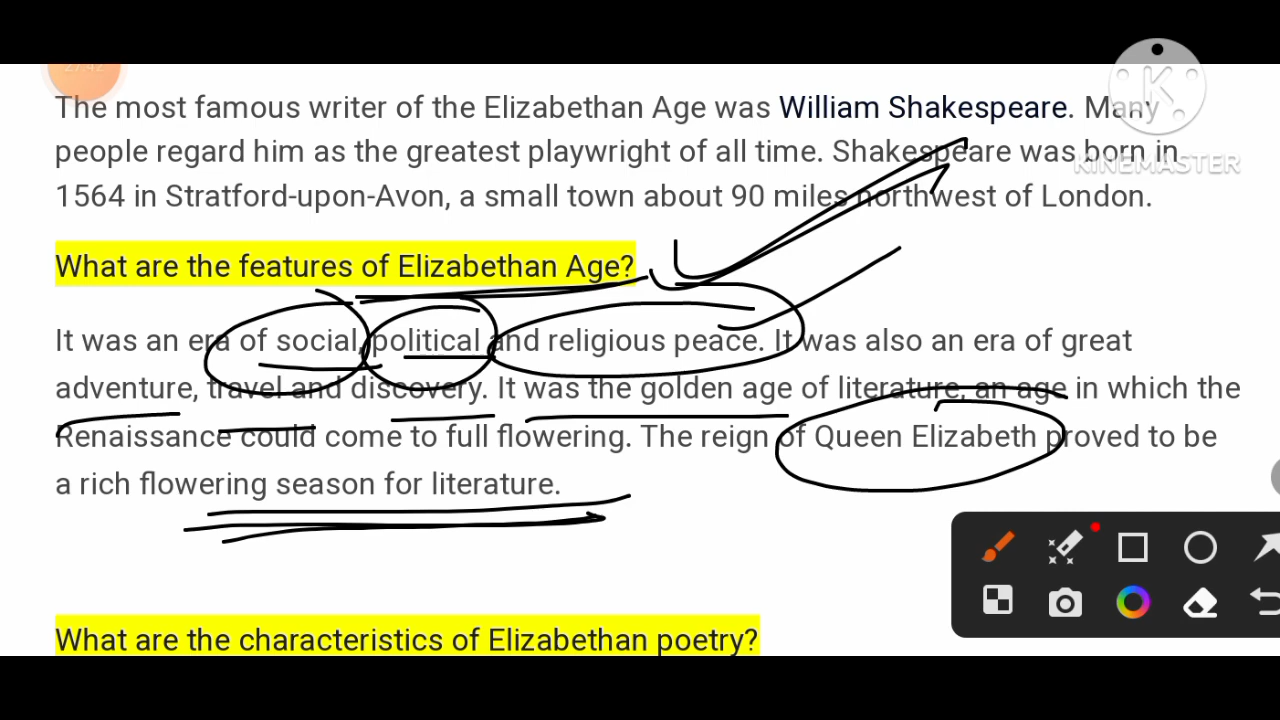 27:42
The most famous writer of the Elizabethan Age was William Shakespeare. Many
people regard him as the greatest playwright of all time. Shakespeare was born in
1564 in Stratford-upon-Avon, a small town about 90 miles northwest of London.
KINEMASTER
What are the features of Elizabethan Age?
It was an era of social, political and religious peace. It was also an era of great
adventure, travel and discovery. It was the golden age of literature, an age in which the
Renaissance could come to full flowering. The reign of Queen Elizabeth proved to be
a rich flowering season for literature.
What are the characteristics of Elizabethan poetry?